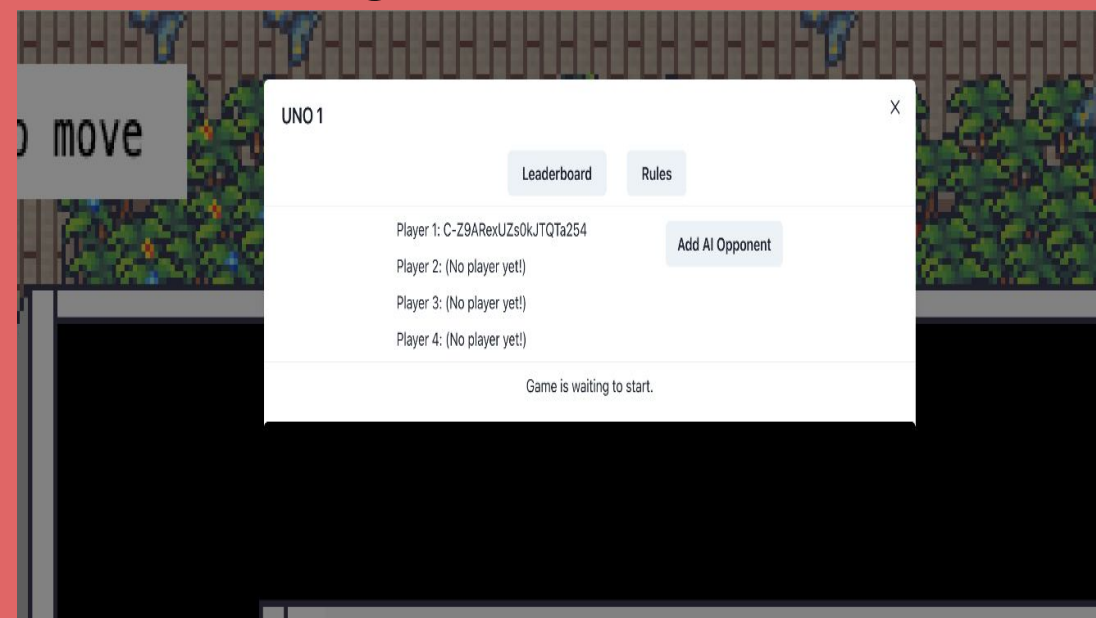 move
UNO 1
X
Leaderboard Rules
Player 1: C-Z9ARexUZs0kJTQTa254
Add AI Opponent
Player 2: (No player yet!)
Player 3: (No player yet!)
Player 4: (No player yet!)
Game is waiting to start.